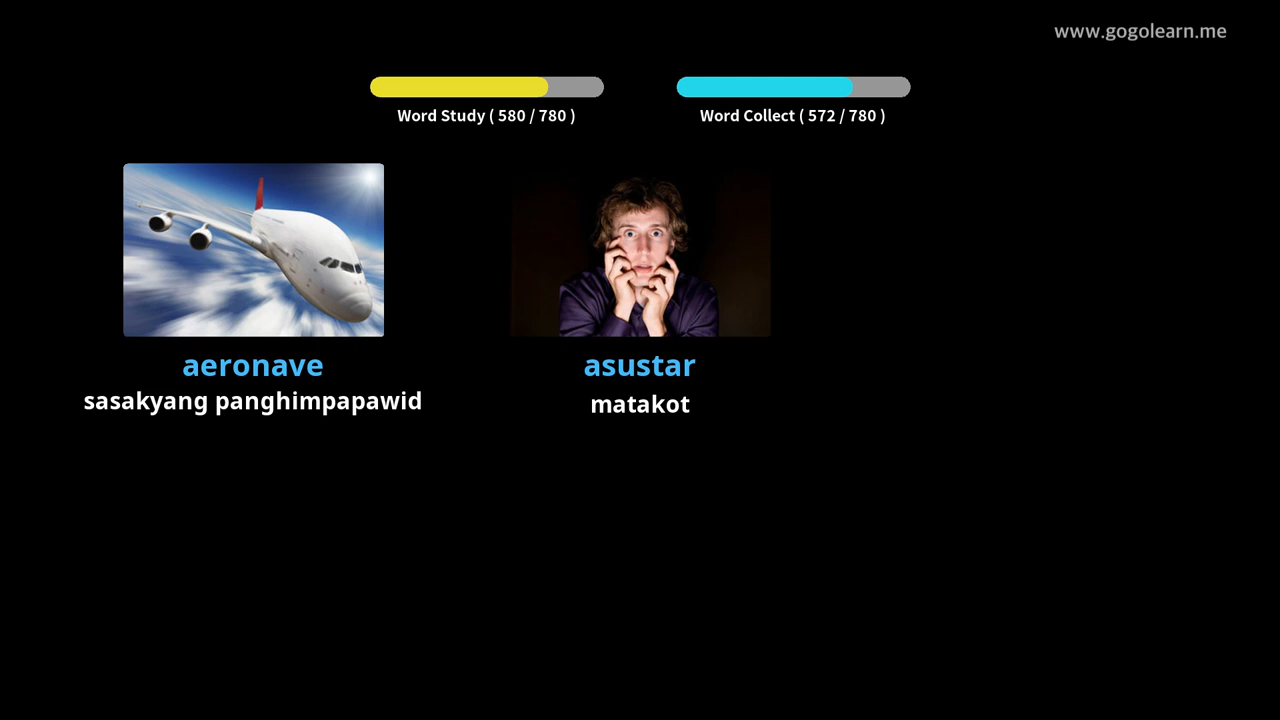 www.gogolearn.me
Word Study ( 580 / 780 )
Word Collect ( 572 / 780 )
aeronave
sasakyang panghimpapawid
asustar
matakot